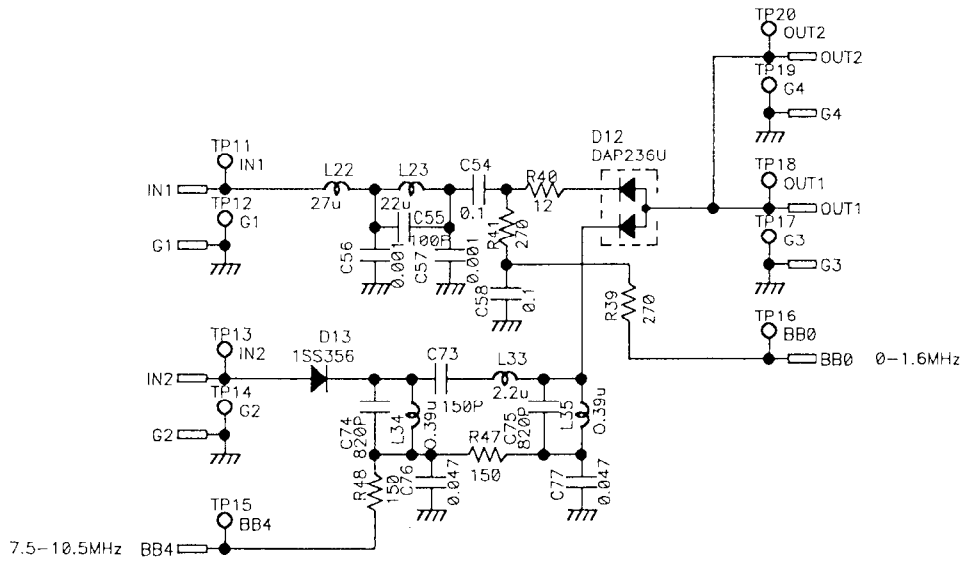 TP20
OUT2
OUT2
TP19
G4
G4
D12
DAP236U
TP11
IN1
IN1
L22
27u
L23
22u
C54
0.1
R40
12
TP18
OUT1
OUT1
TP12
G1
G1
C55
100P
R41
270
TP17
G3
G3
C56
0.001
C57
0.001
C58
0.1
R39
270
TP16
BB0
BB0 0-1.6MHz
TP13
IN2
IN2
D13
1SS356
C73
150P
L33
2.2u
TP14
G2
G2
C74
820P
L34
0.39u
C75
820P
L35
0.39u
R47
150
R48
150
C76
0.047
C77
0.047
TP15
BB4
7.5-10.5MHz BB4